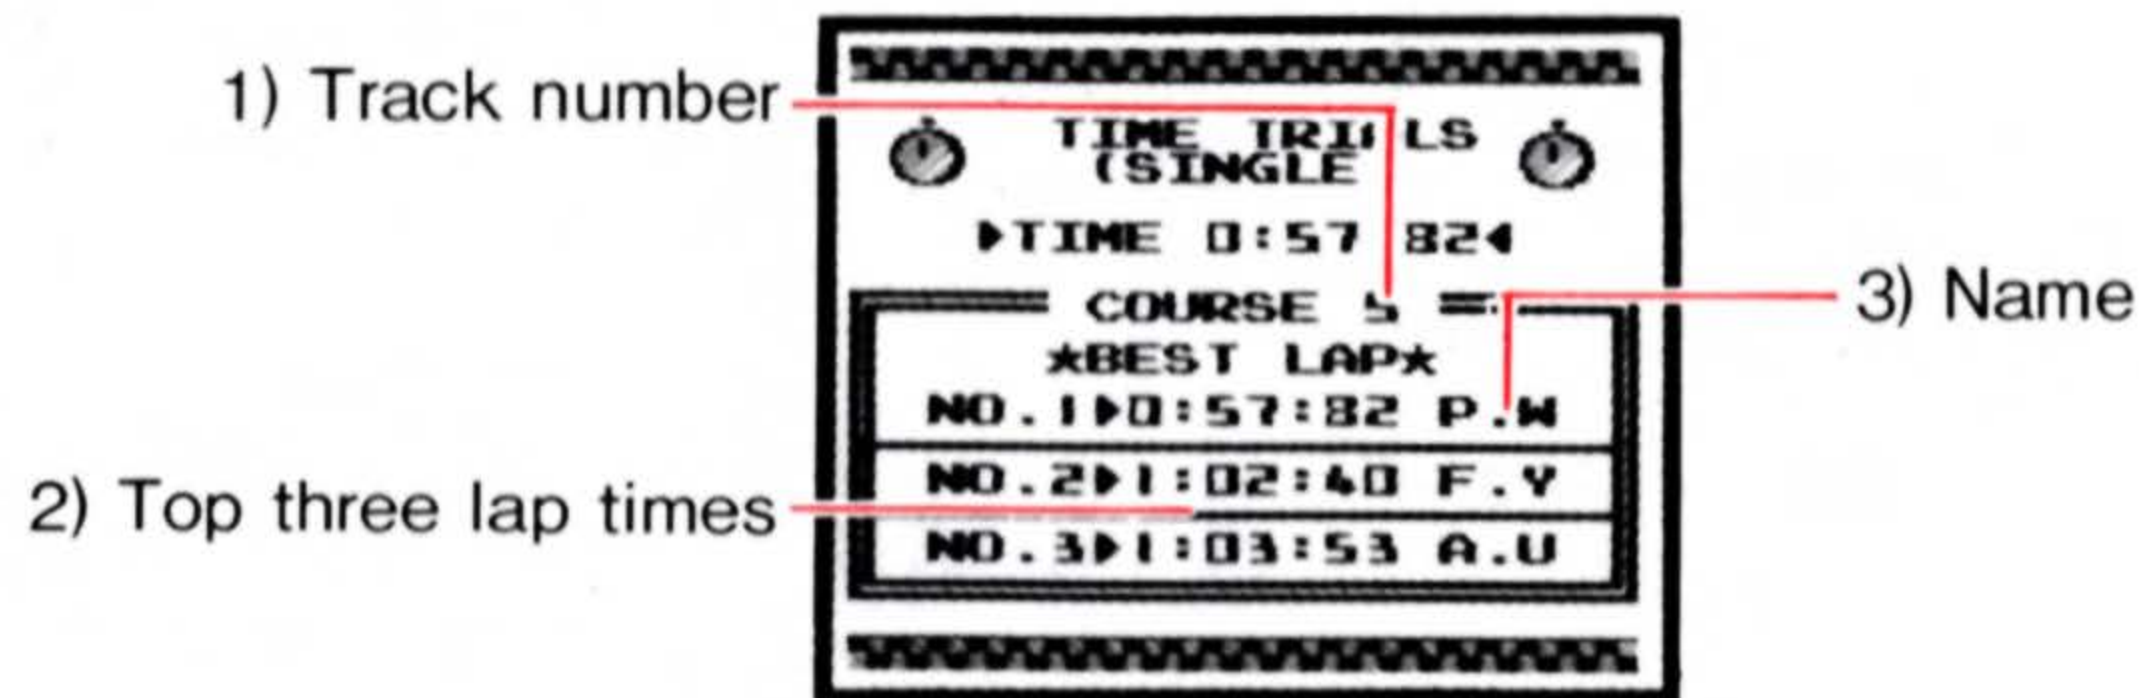 1) Track number
TIME TRIALS
(SINGLE
▶TIME 0:57 82◀
COURSE 5
★BEST LAP★
NO.1▶0:57:82 P.W
3) Name
NO.2▶1:02:40 F.Y
2) Top three lap times
NO.3▶1:03:53 A.U